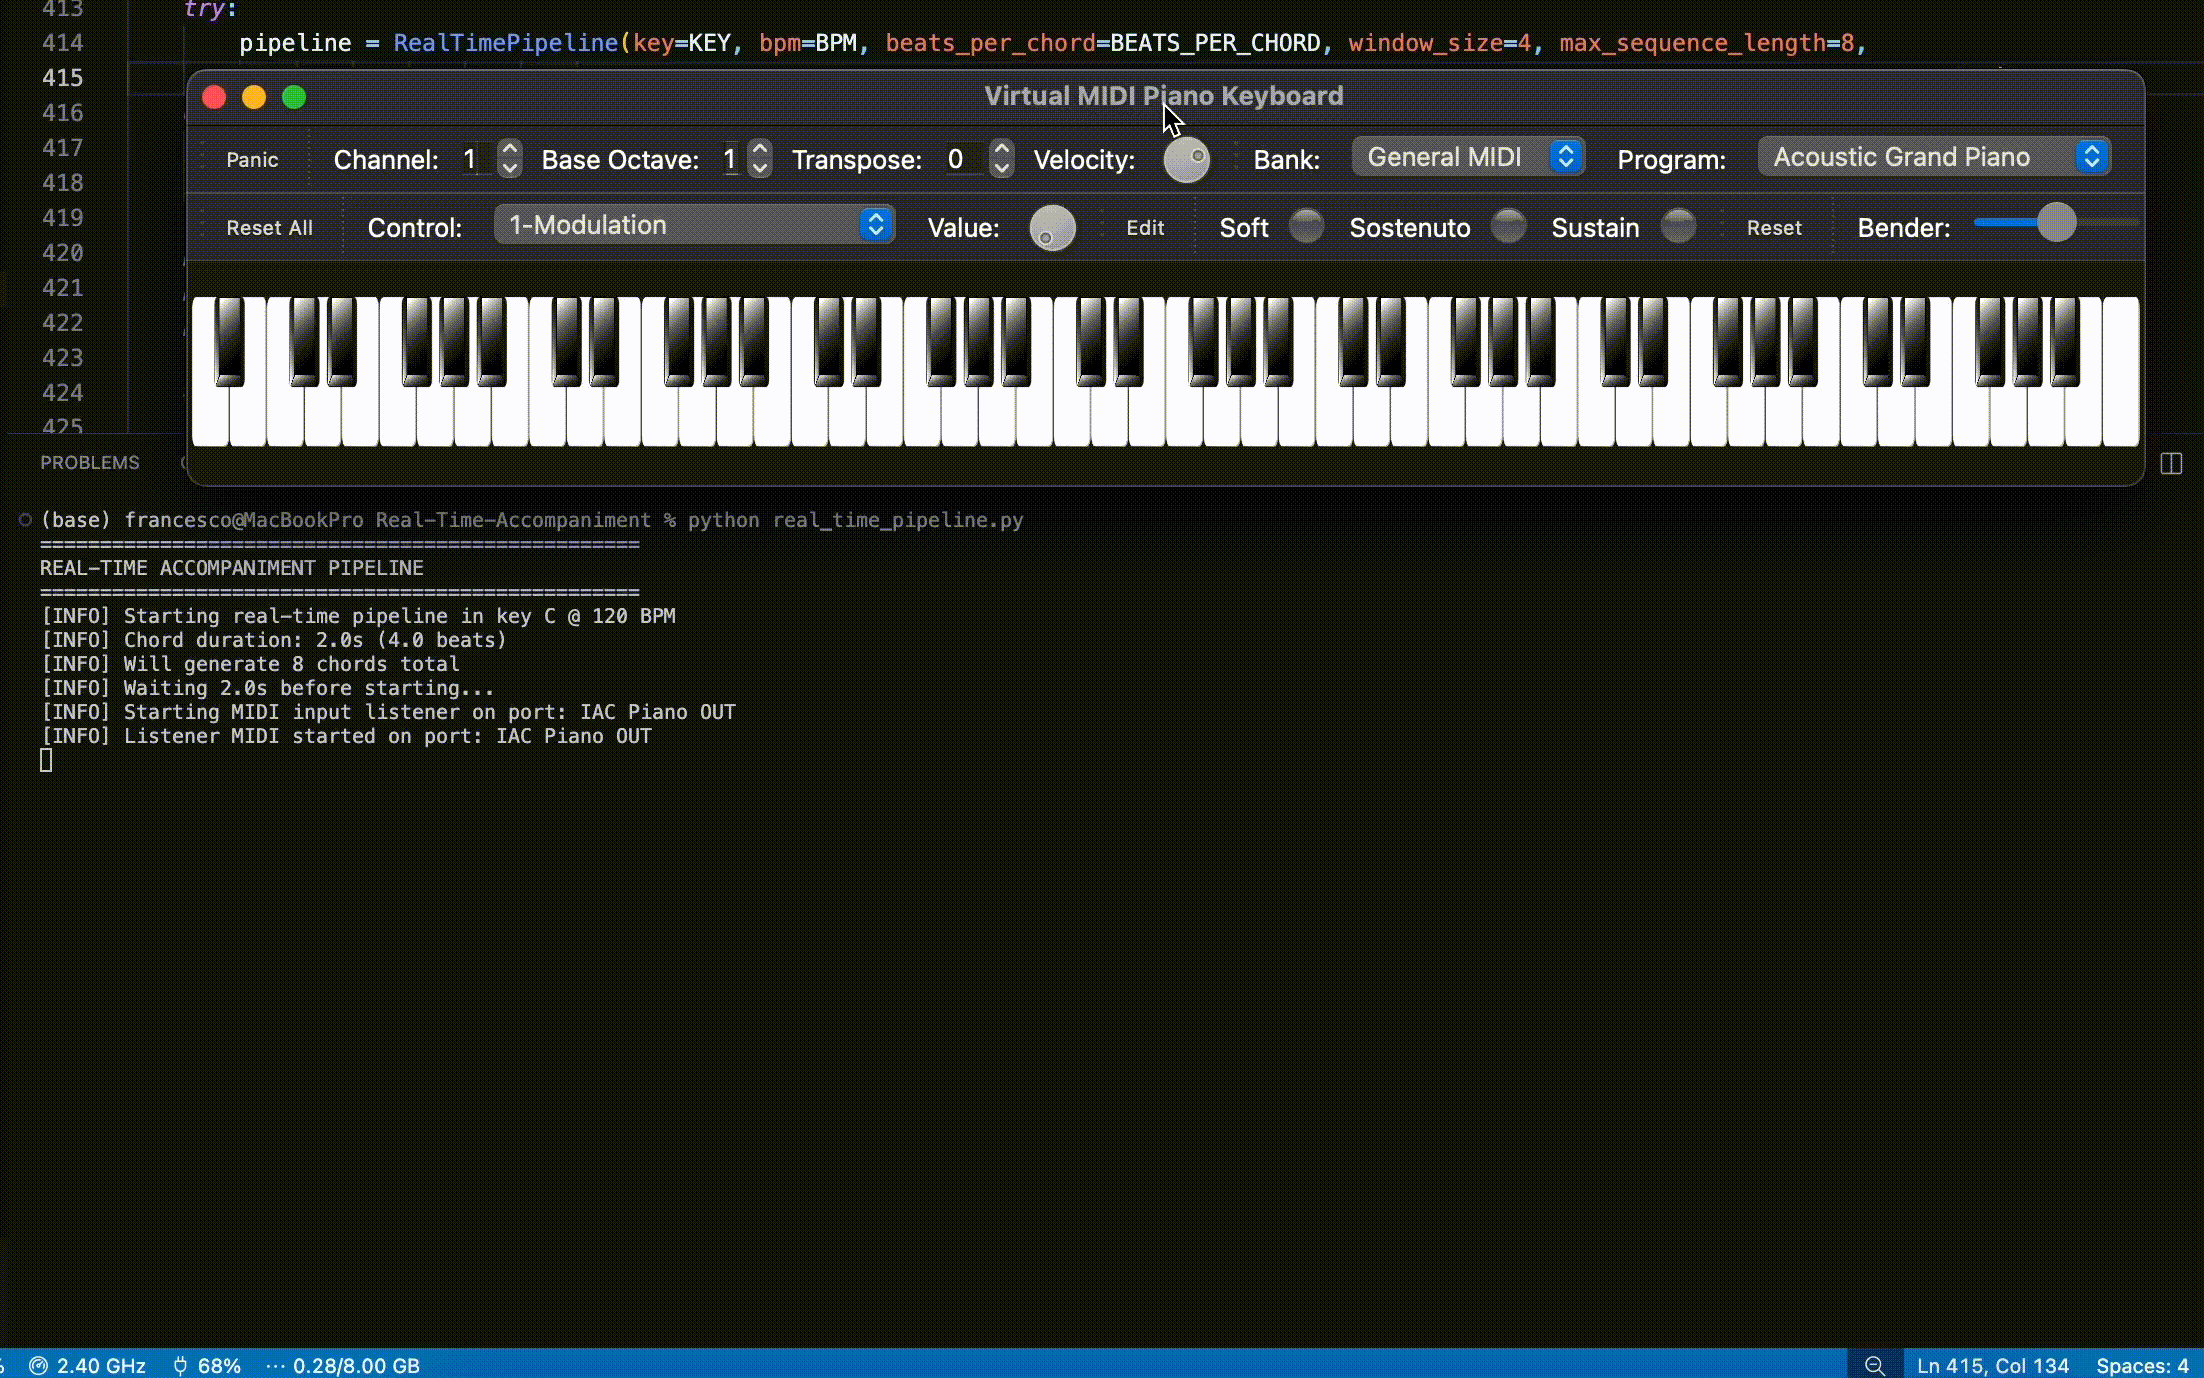 413 try:
414 pipeline = RealTimePipeline(key=KEY, bpm=BPM, beats_per_chord=BEATS_PER_CHORD, window_size=4, max_sequence_length=8,
415
Virtual MIDI Piano Keyboard
416
417
Panic Channel: 1 Base Octave: 1 Transpose: 0 Velocity: Bank: General MIDI Program: Acoustic Grand Piano
418
419
Reset All Control: 1-Modulation Value: Edit Soft Sostenuto Sustain Reset Bender:
420
421
422
423
424
425
PROBLEMS
(base) francesco@MacBookPro Real-Time-Accompaniment % python real_time_pipeline.py
==================================================
REAL-TIME ACCOMPANIMENT PIPELINE
==================================================
[INFO] Starting real-time pipeline in key C @ 120 BPM
[INFO] Chord duration: 2.0s (4.0 beats)
[INFO] Will generate 8 chords total
[INFO] Waiting 2.0s before starting...
[INFO] Starting MIDI input listener on port: IAC Piano OUT
[INFO] Listener MIDI started on port: IAC Piano OUT
2.40 GHz 68% ··· 0.28/8.00 GB Ln 415, Col 134 Spaces: 4